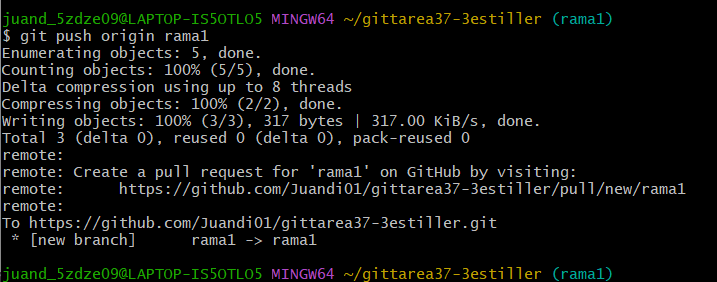 juand_5zdze09@LAPTOP-IS5OTLO5 MINGW64 ~/gittarea37-3estiller (rama1)
$ git push origin rama1
Enumerating objects: 5, done.
Counting objects: 100% (5/5), done.
Delta compression using up to 8 threads
Compressing objects: 100% (2/2), done.
Writing objects: 100% (3/3), 317 bytes | 317.00 KiB/s, done.
Total 3 (delta 0), reused 0 (delta 0), pack-reused 0
remote:
remote: Create a pull request for 'rama1' on GitHub by visiting:
remote:      https://github.com/Juandi01/gittarea37-3estiller/pull/new/rama1
remote:
To https://github.com/Juandi01/gittarea37-3estiller.git
 * [new branch]      rama1 -> rama1
juand_5zdze09@LAPTOP-IS5OTLO5 MINGW64 ~/gittarea37-3estiller (rama1)